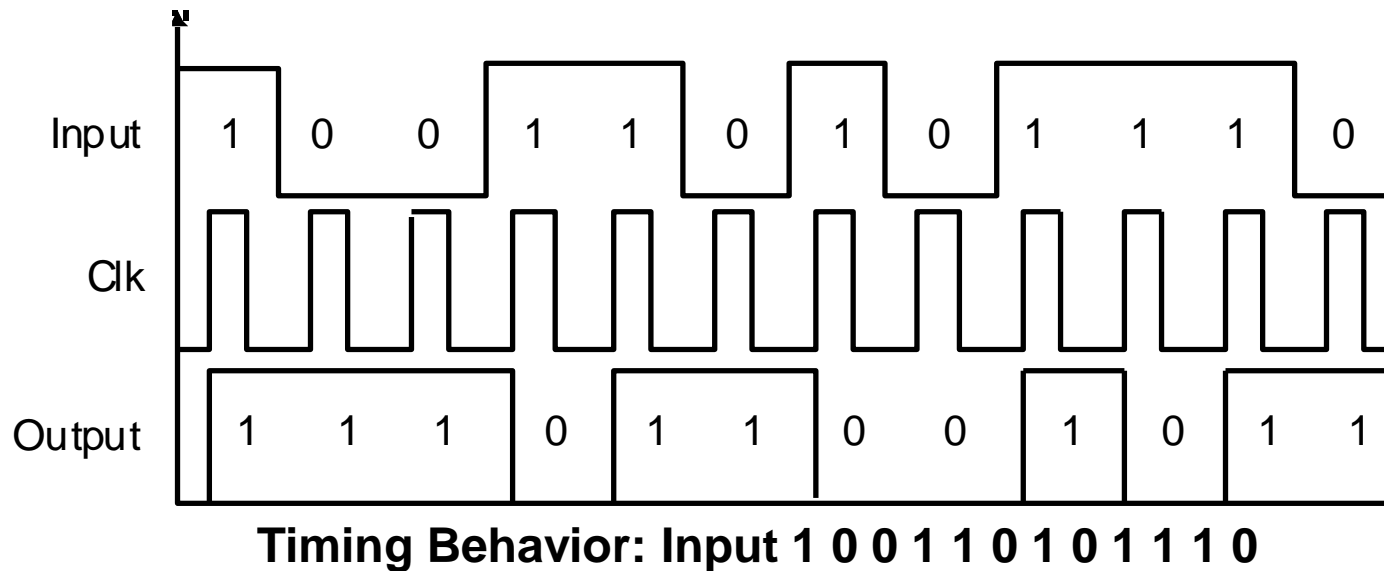 Input 1 0 0 1 1 0 1 0 1 1 1 0
Clk
Output 1 1 1 0 1 1 0 0 1 0 1 1
Timing Behavior: Input 1 0 0 1 1 0 1 0 1 1 1 0